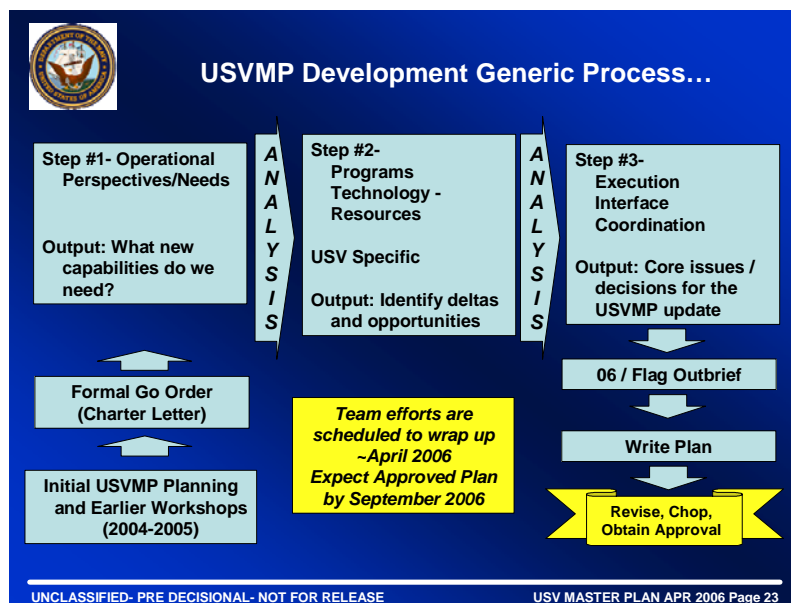 USVMP Development Generic Process…
Step #1- Operational
Perspectives/Needs
Output: What new
capabilities do we
need?
A
N
A
L
Y
S
I
S
Step #2-
Programs
Technology -
Resources
USV Specific
Output: Identify deltas
and opportunities
A
N
A
L
Y
S
I
S
Step #3-
Execution
Interface
Coordination
Output: Core issues /
decisions for the
USVMP update
Formal Go Order
(Charter Letter)
Initial USVMP Planning
and Earlier Workshops
(2004-2005)
Team efforts are
scheduled to wrap up
~April 2006
Expect Approved Plan
by September 2006
06 / Flag Outbrief
Write Plan
Revise, Chop,
Obtain Approval
UNCLASSIFIED- PRE DECISIONAL- NOT FOR RELEASE
USV MASTER PLAN APR 2006 Page 23